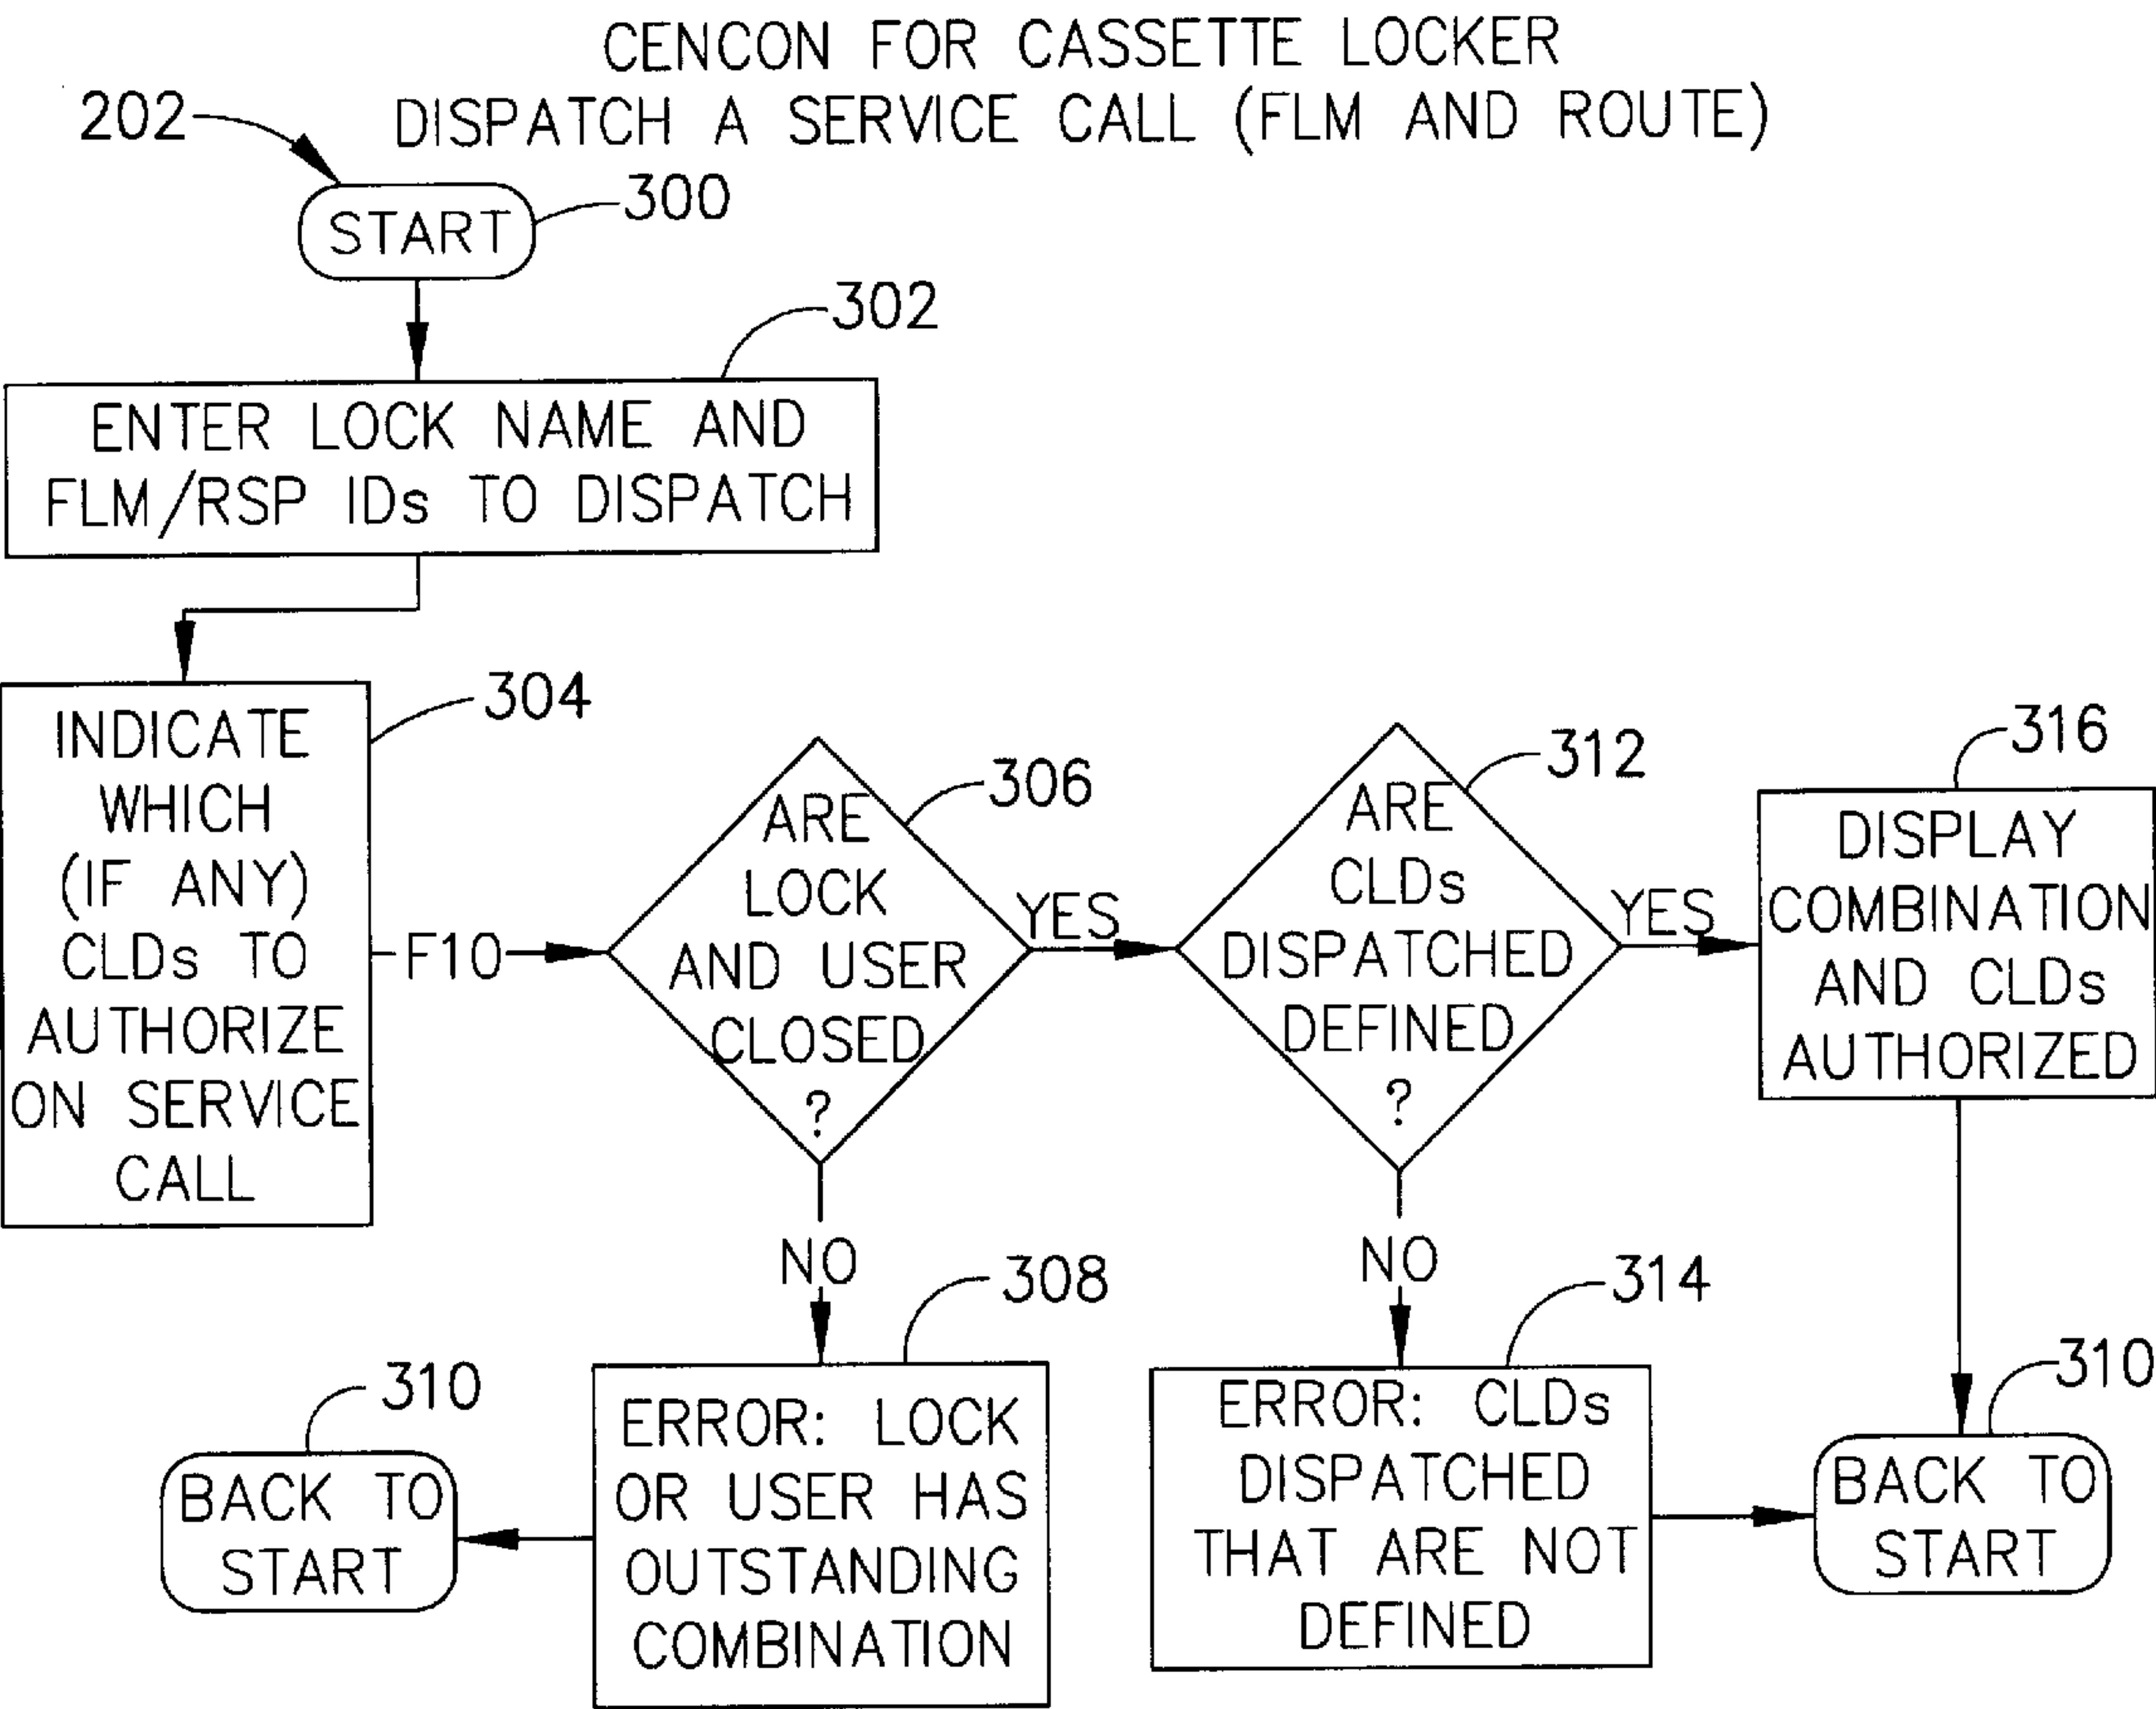 CENCON FOR CASSETTE LOCKER
DISPATCH A SERVICE CALL (FLM AND ROUTE)
202
START
300
302
ENTER LOCK NAME AND
FLM/RSP IDs TO DISPATCH
304
INDICATE
WHICH
(IF ANY)
CLDs TO
AUTHORIZE
ON SERVICE
CALL
F10
306
ARE
LOCK
AND USER
CLOSED
?
YES
NO
312
ARE
CLDs
DISPATCHED
DEFINED
?
YES
NO
316
DISPLAY
COMBINATION
AND CLDs
AUTHORIZED
308
ERROR: LOCK
OR USER HAS
OUTSTANDING
COMBINATION
310
BACK TO
START
314
ERROR: CLDs
DISPATCHED
THAT ARE NOT
DEFINED
310
BACK TO
START